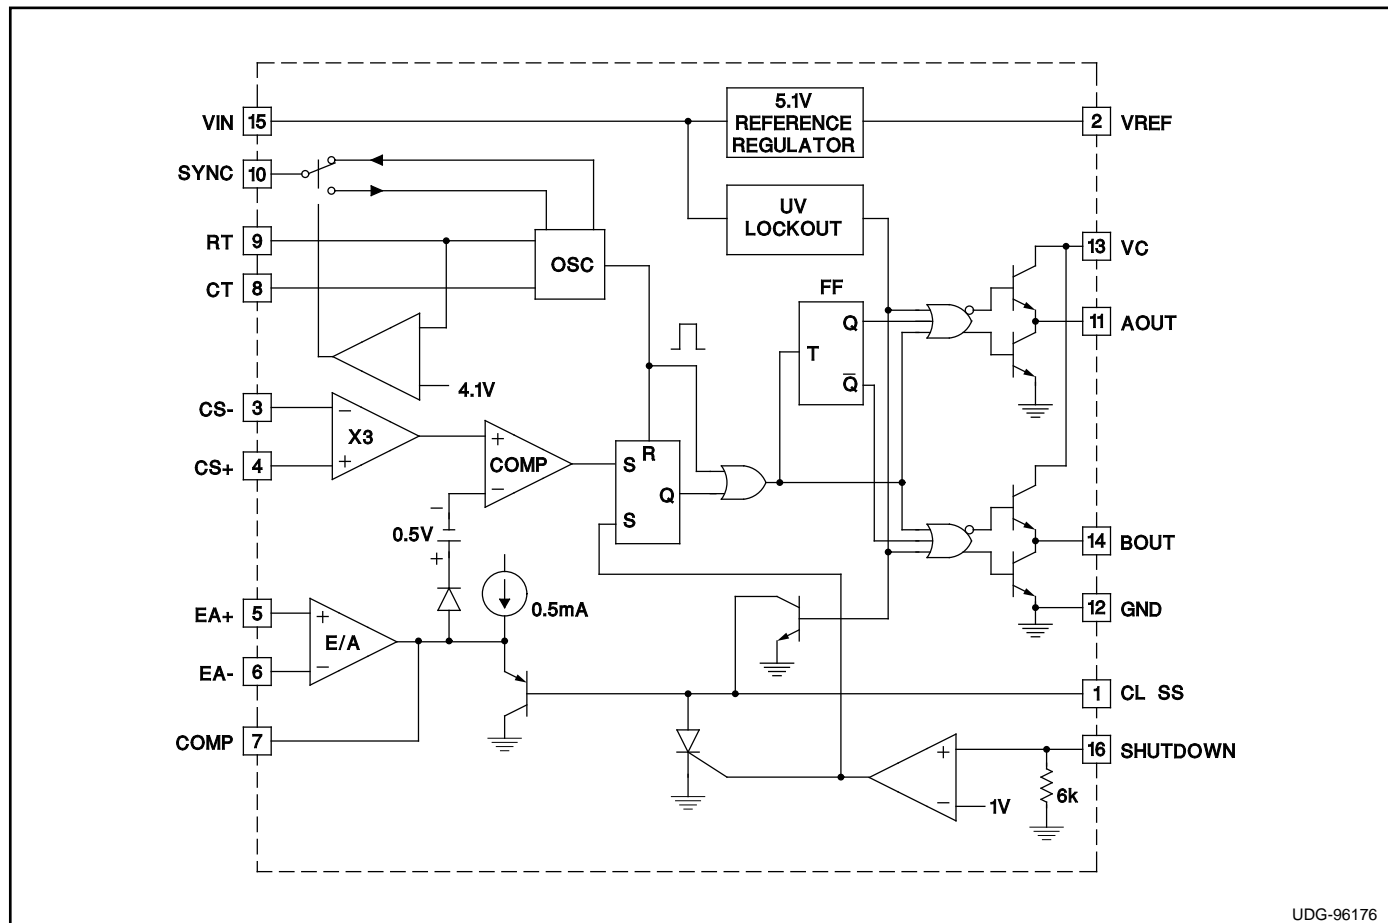 VIN 15
5.1V
REFERENCE
REGULATOR
2 VREF
SYNC 10
UV
LOCKOUT
RT 9
OSC
13 VC
CT 8
FF
Q
11 AOUT
T
Q̅
4.1V
CS- 3
−
X3
CS+ 4
+
+
COMP
−
S
R
Q
S
−
0.5V
+
14 BOUT
0.5mA
EA+ 5
+
E/A
12 GND
EA- 6
−
1 CL SS
COMP 7
+
16 SHUTDOWN
−
1V
6k
UDG-96176